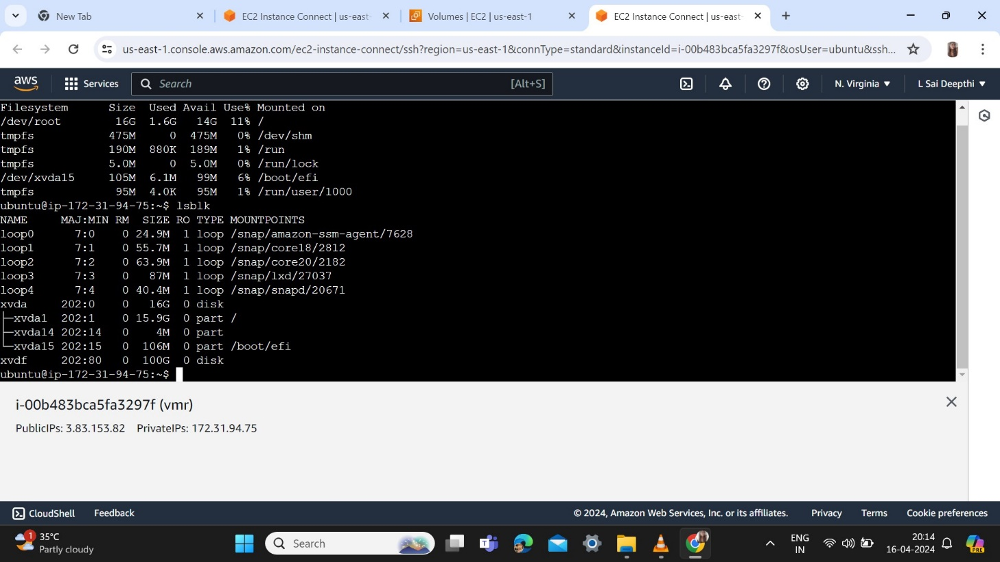 New Tab
EC2 Instance Connect | us-east-
Volumes | EC2 | us-east-1
EC2 Instance Connect | us-east-
us-east-1.console.aws.amazon.com/ec2-instance-connect/ssh?region=us-east-1&connType=standard&instanceId=i-00b483bca5fa3297f&osUser=ubuntu&ssh...
aws
Services
Search
[Alt+S]
N. Virginia
L Sai Deepthi
Filesystem      Size  Used Avail Use% Mounted on
/dev/root        16G  1.6G   14G  11% /
tmpfs           475M     0  475M   0% /dev/shm
tmpfs           190M  880K  189M   1% /run
tmpfs           5.0M     0  5.0M   0% /run/lock
/dev/xvda15     105M  6.1M   99M   6% /boot/efi
tmpfs            95M  4.0K   95M   1% /run/user/1000
ubuntu@ip-172-31-94-75:~$ lsblk
NAME     MAJ:MIN RM  SIZE RO TYPE MOUNTPOINTS
loop0      7:0    0 24.9M  1 loop /snap/amazon-ssm-agent/7628
loop1      7:1    0 55.7M  1 loop /snap/core18/2812
loop2      7:2    0 63.9M  1 loop /snap/core20/2182
loop3      7:3    0   87M  1 loop /snap/lxd/27037
loop4      7:4    0 40.4M  1 loop /snap/snapd/20671
xvda     202:0    0   16G  0 disk
├─xvda1  202:1    0 15.9G  0 part /
├─xvda14 202:14   0    4M  0 part
└─xvda15 202:15   0  106M  0 part /boot/efi
xvdf     202:80   0  100G  0 disk
ubuntu@ip-172-31-94-75:~$
i-00b483bca5fa3297f (vmr)
PublicIPs: 3.83.153.82    PrivateIPs: 172.31.94.75
CloudShell
Feedback
© 2024, Amazon Web Services, Inc. or its affiliates.
Privacy
Terms
Cookie preferences
1
35°C
Partly cloudy
Search
ENG
IN
20:14
16-04-2024
PRE